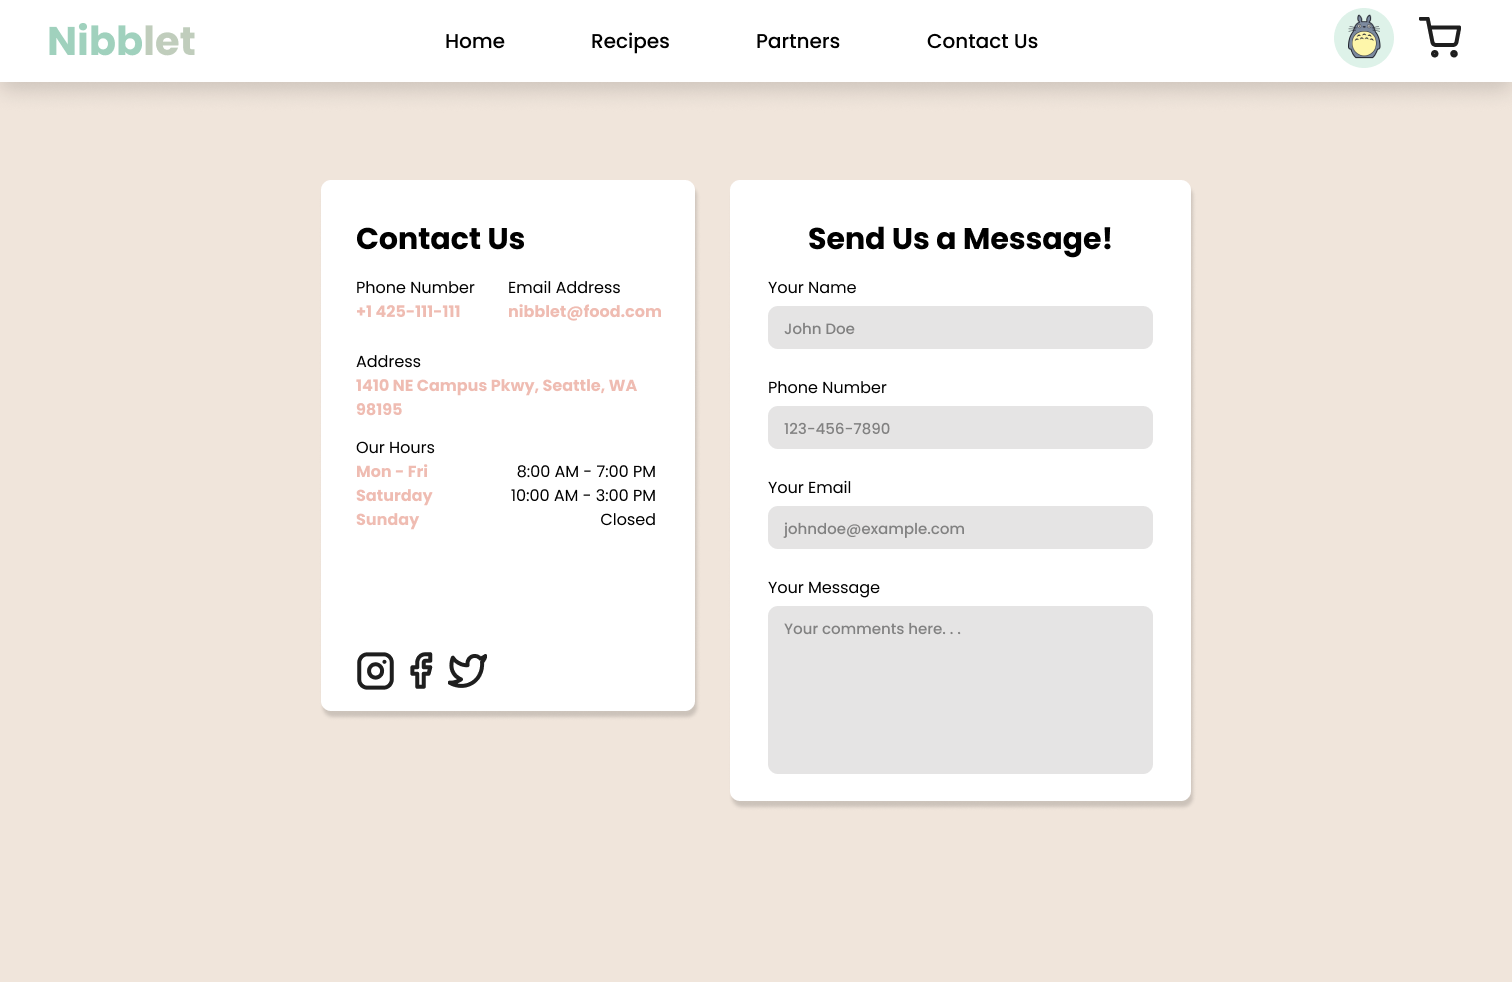 Nibblet
Home Recipes Partners Contact Us
Contact Us
Phone Number Email Address
+1 425-111-111 nibblet@food.com
Address
1410 NE Campus Pkwy, Seattle, WA
98195
Our Hours
Mon - Fri 8:00 AM - 7:00 PM
Saturday 10:00 AM - 3:00 PM
Sunday Closed
Send Us a Message!
Your Name
John Doe
Phone Number
123-456-7890
Your Email
johndoe@example.com
Your Message
Your comments here. . .